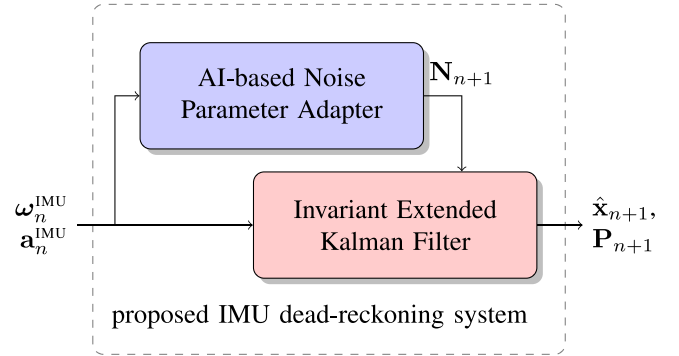 AI-based Noise
Parameter Adapter
N_{n+1}
ω_n^{IMU}
a_n^{IMU}
Invariant Extended
Kalman Filter
x̂_{n+1},
P_{n+1}
proposed IMU dead-reckoning system